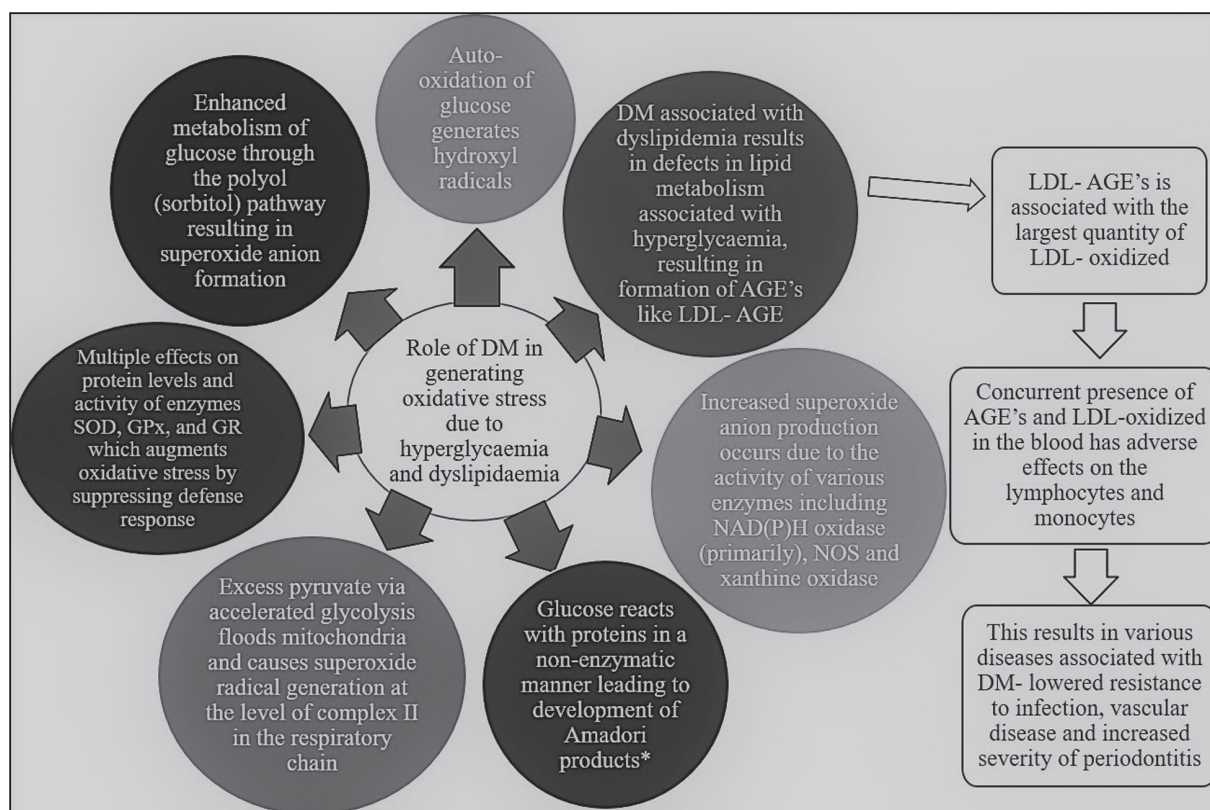 Role of DM in
generating
oxidative stress
due to
hyperglycaemia
and dyslipidaemia
Auto-
oxidation of
glucose
generates
hydroxyl
radicals
DM associated with
dyslipidemia results
in defects in lipid
metabolism
associated with
hyperglycaemia,
resulting in
formation of AGE's
like LDL- AGE
LDL- AGE's is
associated with the
largest quantity of
LDL- oxidized
Concurrent presence of
AGE's and LDL-oxidized
in the blood has adverse
effects on the
lymphocytes and
monocytes
This results in various
diseases associated with
DM- lowered resistance
to infection, vascular
disease and increased
severity of periodontitis
Increased superoxide
anion production
occurs due to the
activity of various
enzymes including
NAD(P)H oxidase
(primarily), NOS and
xanthine oxidase
Glucose reacts
with proteins in a
non-enzymatic
manner leading to
development of
Amadori
products*
Excess pyruvate via
accelerated glycolysis
floods mitochondria
and causes superoxide
radical generation at
the level of complex II
in the respiratory
chain
Multiple effects on
protein levels and
activity of enzymes
SOD, GPx, and GR
which augments
oxidative stress by
suppressing defense
response
Enhanced
metabolism of
glucose through
the polyol
(sorbitol) pathway
resulting in
superoxide anion
formation